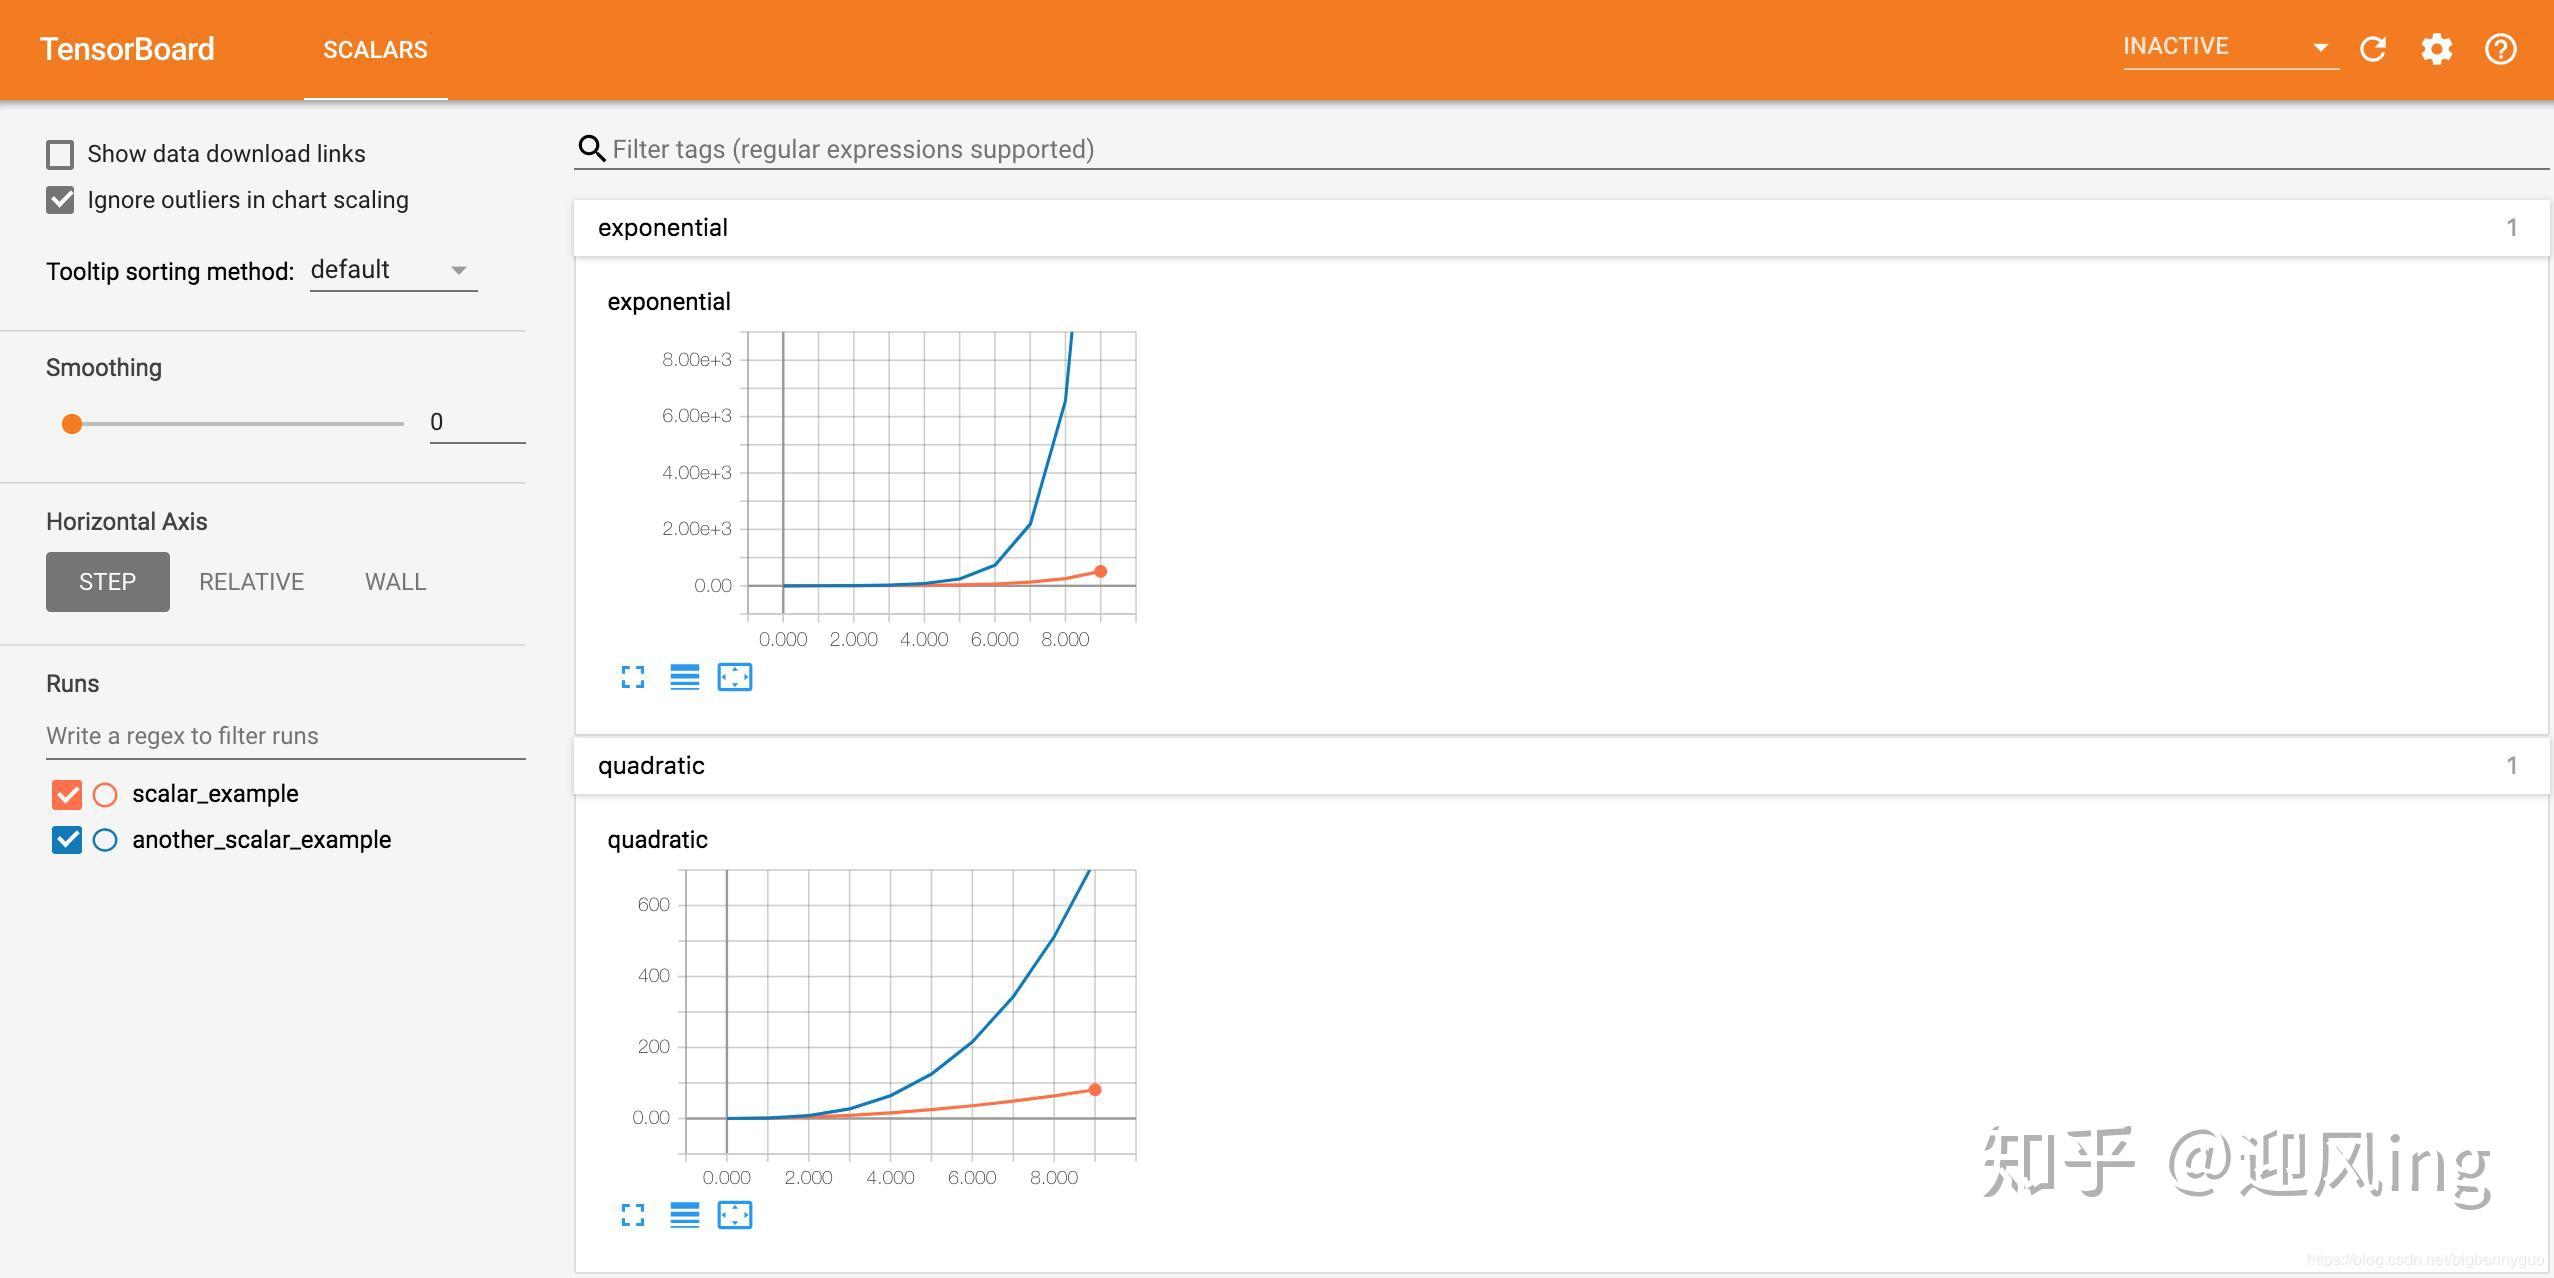 TensorBoard
SCALARS
INACTIVE
Show data download links
Ignore outliers in chart scaling
Tooltip sorting method: default
Smoothing
0
Horizontal Axis
STEP
RELATIVE
WALL
Runs
Write a regex to filter runs
scalar_example
another_scalar_example
Filter tags (regular expressions supported)
exponential
1
exponential
8.00e+3
6.00e+3
4.00e+3
2.00e+3
0.00
0.000 2.000 4.000 6.000 8.000
quadratic
1
quadratic
600
400
200
0.00
0.000 2.000 4.000 6.000 8.000
知乎 @迎风ing
https://blog.csdn.net/bigbennyguo